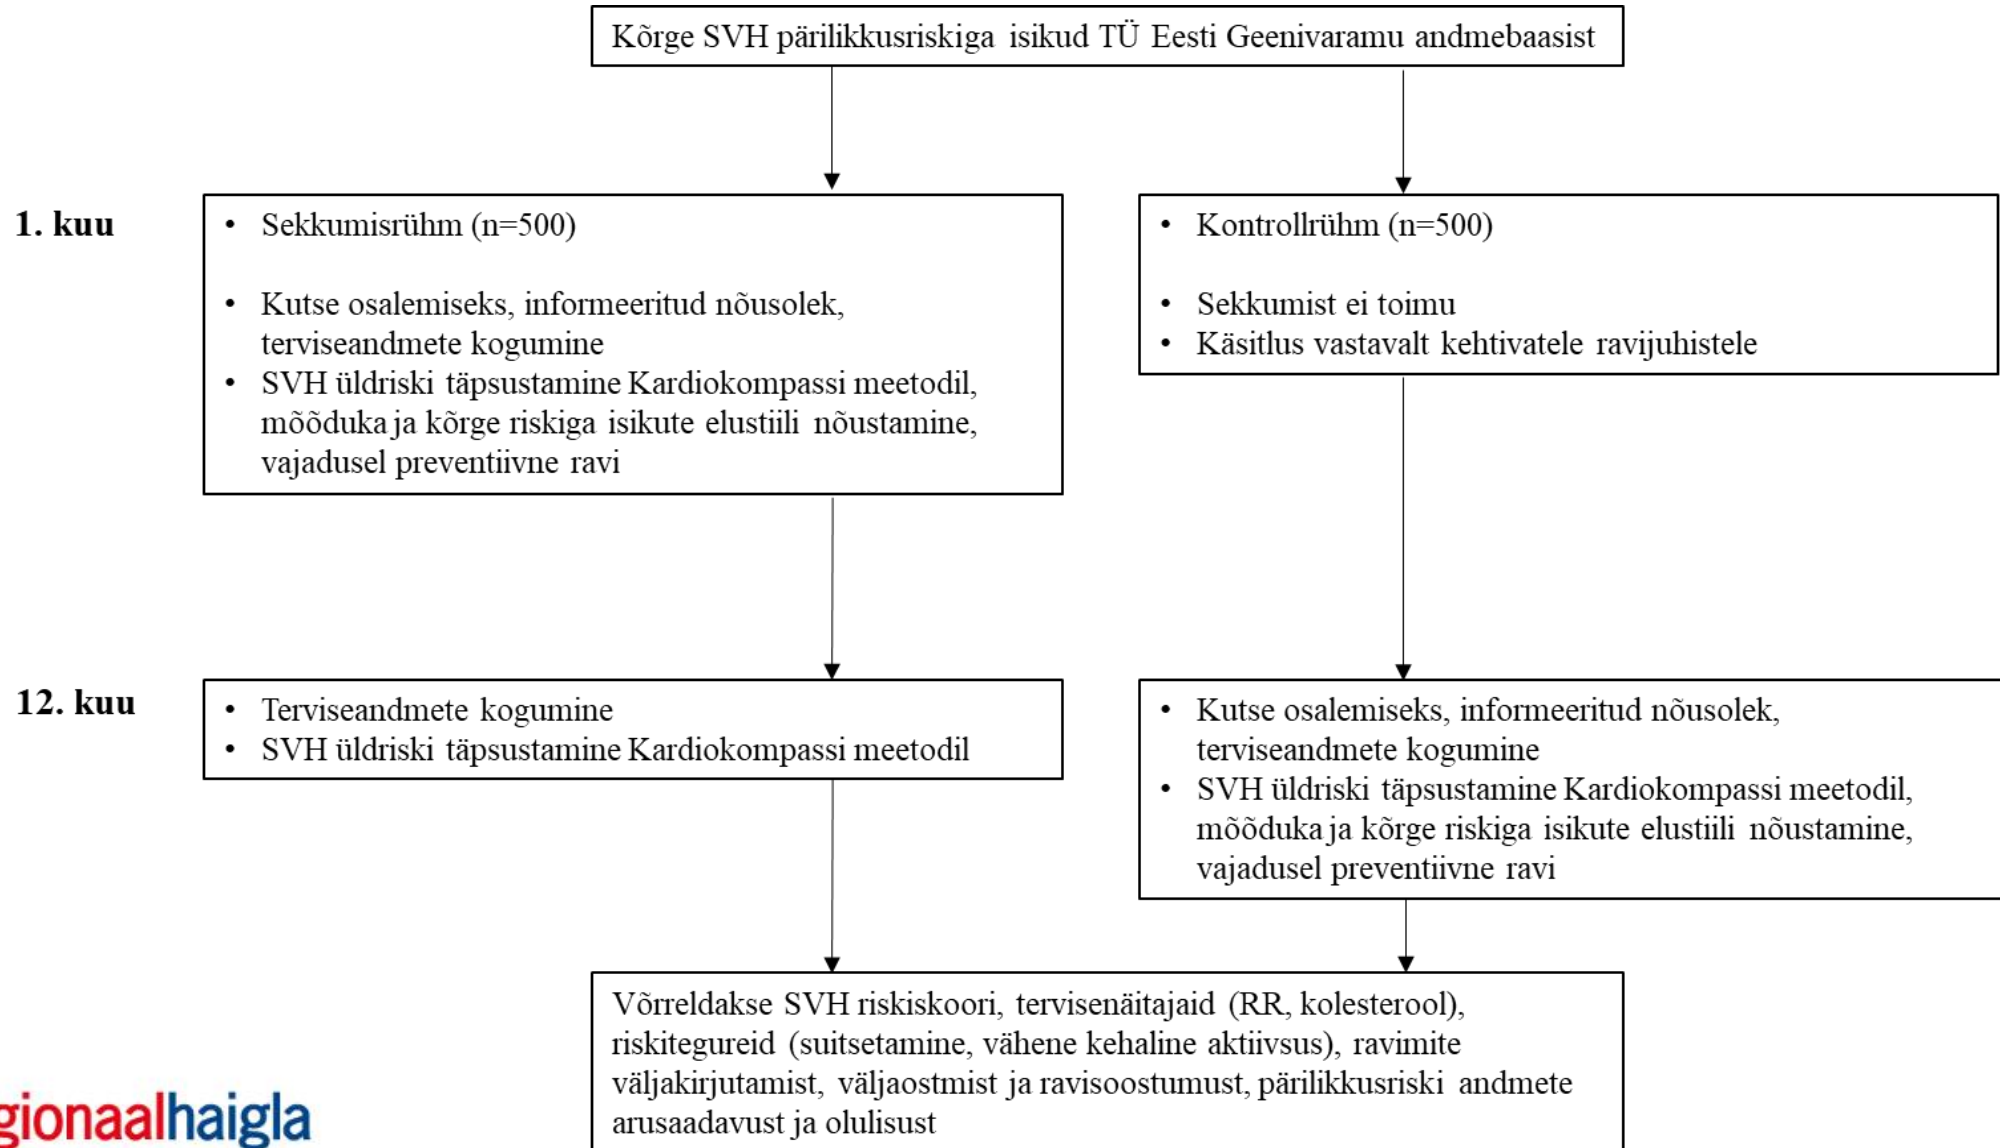 Kõrge SVH pärilikkusriskiga isikud TÜ Eesti Geenivaramu andmebaasist
1. kuu
• Sekkumisrühm (n=500)
• Kutse osalemiseks, informeeritud nõusolek,
terviseandmete kogumine
• SVH üldriski täpsustamine Kardiokompassi meetodil,
mõõduka ja kõrge riskiga isikute elustiili nõustamine,
vajadusel preventiivne ravi
• Kontrollrühm (n=500)
• Sekkumist ei toimu
• Käsitlus vastavalt kehtivatele ravijuhistele
12. kuu
• Terviseandmete kogumine
• SVH üldriski täpsustamine Kardiokompassi meetodil
• Kutse osalemiseks, informeeritud nõusolek,
terviseandmete kogumine
• SVH üldriski täpsustamine Kardiokompassi meetodil,
mõõduka ja kõrge riskiga isikute elustiili nõustamine,
vajadusel preventiivne ravi
Võrreldakse SVH riskiskoori, tervisenäitajaid (RR, kolesterool),
riskitegureid (suitsetamine, vähene kehaline aktiivsus), ravimite
väljakirjutamist, väljaostmist ja ravisoostumust, pärilikkusriski andmete
arusaadavust ja olulisust
gionaalhaigla